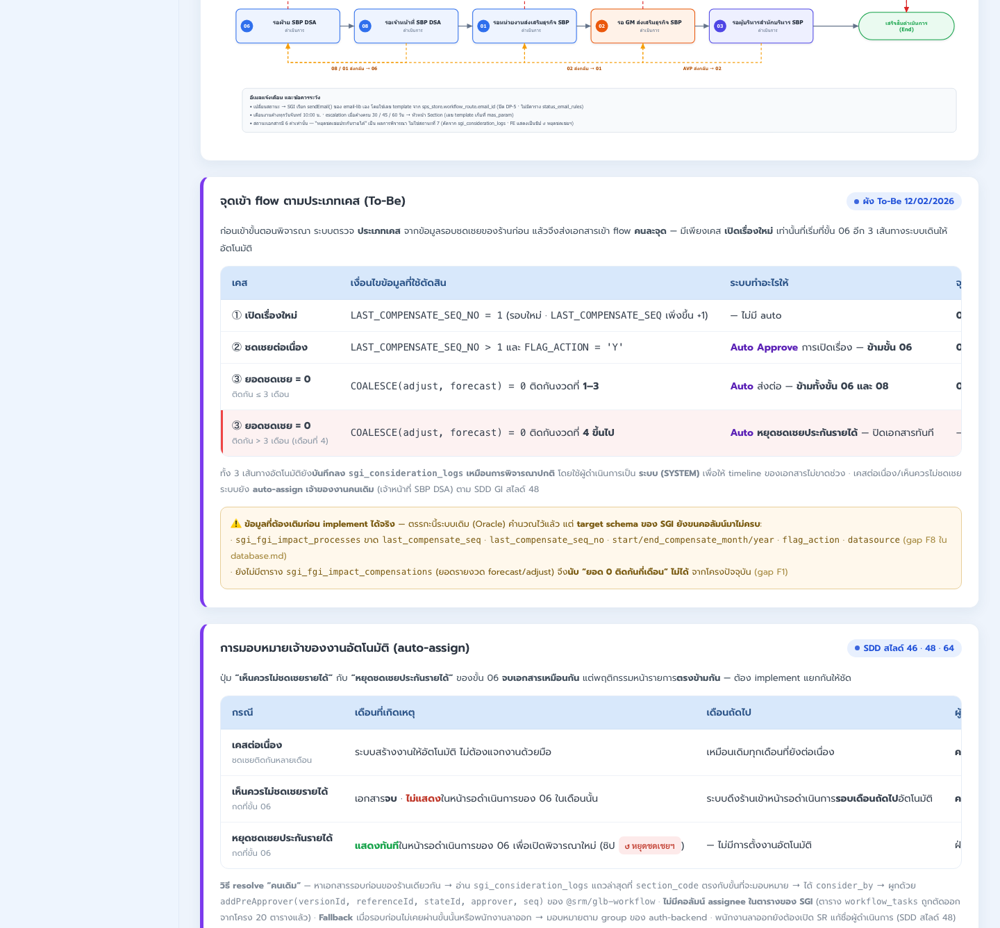 06 รอฝ่าย SBP DSA
ดำเนินการ
08 รอเจ้าหน้าที่ SBP DSA
ดำเนินการ
01 รอหน่วยงานส่งเสริมธุรกิจ SBP
ดำเนินการ
02 รอ GM ส่งเสริมธุรกิจ SBP
ดำเนินการ
03 รอผู้บริหารสำนักบริหาร SBP
ดำเนินการ
เสร็จสิ้นดำเนินการ
(End)
08 / 01 ส่งกลับ → 06
02 ส่งกลับ → 01
AVP ส่งกลับ → 02
อีเมลแจ้งเตือน และข้อควรระวัง
• เปลี่ยนสถานะ → SGI เรียก sendEmail() ของ email-lib เอง โดยใช้เลข template จาก sps_store.workflow_route.email_id (ปิด DP-5 · ไม่มีตาราง status_email_rules)
• เตือนงานค้างทุกวันจันทร์ 10:00 น. · escalation เมื่อค้างครบ 30 / 45 / 60 วัน → หัวหน้า Section (เลข template เก็บที่ mas_param)
• สถานะเอกสารมี 6 ค่าเท่านั้น — "หยุดชดเชยประกันรายได้" เป็น ผลการพิจารณา ไม่ใช่สถานะที่ 7 (คัดจาก sgi_consideration_logs · FE แสดงเป็นชิป ↺ หยุดชดเชยฯ)
จุดเข้า flow ตามประเภทเคส (To-Be)
ผัง To-Be 12/02/2026
ก่อนเข้าขั้นตอนพิจารณา ระบบตรวจ ประเภทเคส จากข้อมูลรอบชดเชยของร้านก่อน แล้วจึงส่งเอกสารเข้า flow คนละจุด — มีเพียงเคส เปิดเรื่องใหม่ เท่านั้นที่เริ่มที่ขั้น 06 อีก 3 เส้นทางระบบเดินให้
อัตโนมัติ
เคส เงื่อนไขข้อมูลที่ใช้ตัดสิน ระบบทำอะไรให้
① เปิดเรื่องใหม่ LAST_COMPENSATE_SEQ_NO = 1 (รอบใหม่ · LAST_COMPENSATE_SEQ เพิ่งขึ้น +1) — ไม่มี auto
② ชดเชยต่อเนื่อง LAST_COMPENSATE_SEQ_NO > 1 และ FLAG_ACTION = 'Y' Auto Approve การเปิดเรื่อง — ข้ามขั้น 06
③ ยอดชดเชย = 0 COALESCE(adjust, forecast) = 0 ติดกันงวดที่ 1–3 Auto ส่งต่อ — ข้ามทั้งขั้น 06 และ 08
ติดกัน ≤ 3 เดือน
③ ยอดชดเชย = 0 COALESCE(adjust, forecast) = 0 ติดกันงวดที่ 4 ขึ้นไป Auto หยุดชดเชยประกันรายได้ — ปิดเอกสารทันที —
ติดกัน > 3 เดือน (เดือนที่ 4)
ทั้ง 3 เส้นทางอัตโนมัติยังบันทึกลง sgi_consideration_logs เหมือนการพิจารณาปกติ โดยใช้ผู้ดำเนินการเป็น ระบบ (SYSTEM) เพื่อให้ timeline ของเอกสารไม่ขาดช่วง · เคสต่อเนื่อง/เห็นควรไม่ชดเชย
ระบบยัง auto-assign เจ้าของงานคนเดิม (เจ้าหน้าที่ SBP DSA) ตาม SDD GI สไลด์ 48
⚠️ ข้อมูลที่ต้องเติมก่อน implement ได้จริง — ตรรกะนี้ระบบเดิม (Oracle) คำนวณไว้แล้ว แต่ target schema ของ SGI ยังขนคอลัมน์มาไม่ครบ:
· sgi_fgi_impact_processes ขาด last_compensate_seq · last_compensate_seq_no · start/end_compensate_month/year · flag_action · datasource (gap F8 ใน
database.md)
· ยังไม่มีตาราง sgi_fgi_impact_compensations (ยอดรายงวด forecast/adjust) จึงนับ "ยอด 0 ติดกันกี่เดือน" ไม่ได้ จากโครงปัจจุบัน (gap F1)
การมอบหมายเจ้าของงานอัตโนมัติ (auto-assign)
SDD สไลด์ 46 · 48 · 64
ปุ่ม "เห็นควรไม่ชดเชยรายได้" กับ "หยุดชดเชยประกันรายได้" ของขั้น 06 จบเอกสารเหมือนกัน แต่พฤติกรรมหน้ารายการตรงข้ามกัน — ต้อง implement แยกกันให้ชัด
กรณี เดือนที่เกิดเหตุ เดือนถัดไป
เคสต่อเนื่อง ระบบสร้างงานให้อัตโนมัติ ไม่ต้องแจกงานด้วยมือ เหมือนเดิมทุกเดือนที่ยังต่อเนื่อง
ชดเชยติดกันหลายเดือน
เห็นควรไม่ชดเชยรายได้ เอกสารจบ · ไม่แสดงในหน้ารอดำเนินการของ 06 ในเดือนนั้น ระบบดึงร้านเข้าหน้ารอดำเนินการรอบเดือนถัดไปอัตโนมัติ
กดที่ขั้น 06
หยุดชดเชยประกันรายได้ แสดงทันทีในหน้ารอดำเนินการของ 06 เพื่อเปิดพิจารณาใหม่ (ชิป ↺ หยุดชดเชยฯ) — ไม่มีการตั้งงานอัตโนมัติ
กดที่ขั้น 06
วิธี resolve "คนเดิม" — หาเอกสารรอบก่อนของร้านเดียวกัน → อ่าน sgi_consideration_logs แถวล่าสุดที่ section_code ตรงกับขั้นที่จะมอบหมาย → ได้ consider_by → ผูกด้วย
addPreApprover(versionId, referenceId, stateId, approver, seq) ของ @srm/glb-workflow · ไม่มีคอลัมน์ assignee ในตารางของ SGI (ตาราง workflow_tasks ถูกตัดออก
จากโครง 20 ตารางแล้ว) · Fallback เมื่อรอบก่อนไม่เคยผ่านขั้นนั้นหรือพนักงานลาออก → มอบหมายตาม group ของ auth-backend · พนักงานลาออกยังต้องเปิด SR แก้ชื่อผู้ดำเนินการ (SDD สไลด์ 48)